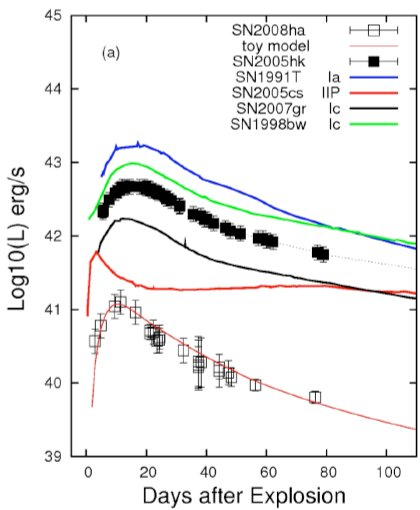 45
44
43
42
41
40
39
Log10(L) erg/s
(a)
SN2008ha
toy model
SN2005hk
SN1991T Ia
SN2005cs IIP
SN2007gr Ic
SN1998bw Ic
0 20 40 60 80 100
Days after Explosion